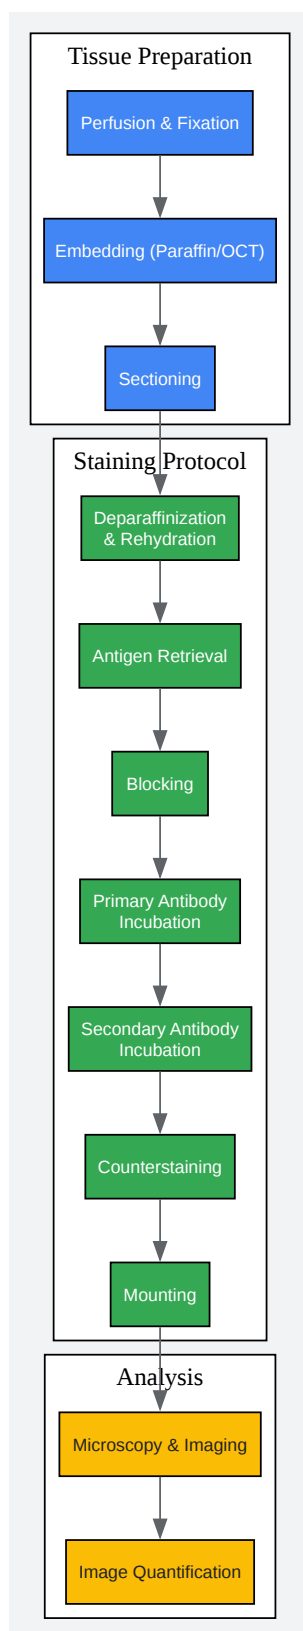 Tissue Preparation
Perfusion & Fixation
Embedding (Paraffin/OCT)
Sectioning
Staining Protocol
Deparaffinization
& Rehydration
Antigen Retrieval
Blocking
Primary Antibody
Incubation
Secondary Antibody
Incubation
Counterstaining
Mounting
Analysis
Microscopy & Imaging
Image Quantification